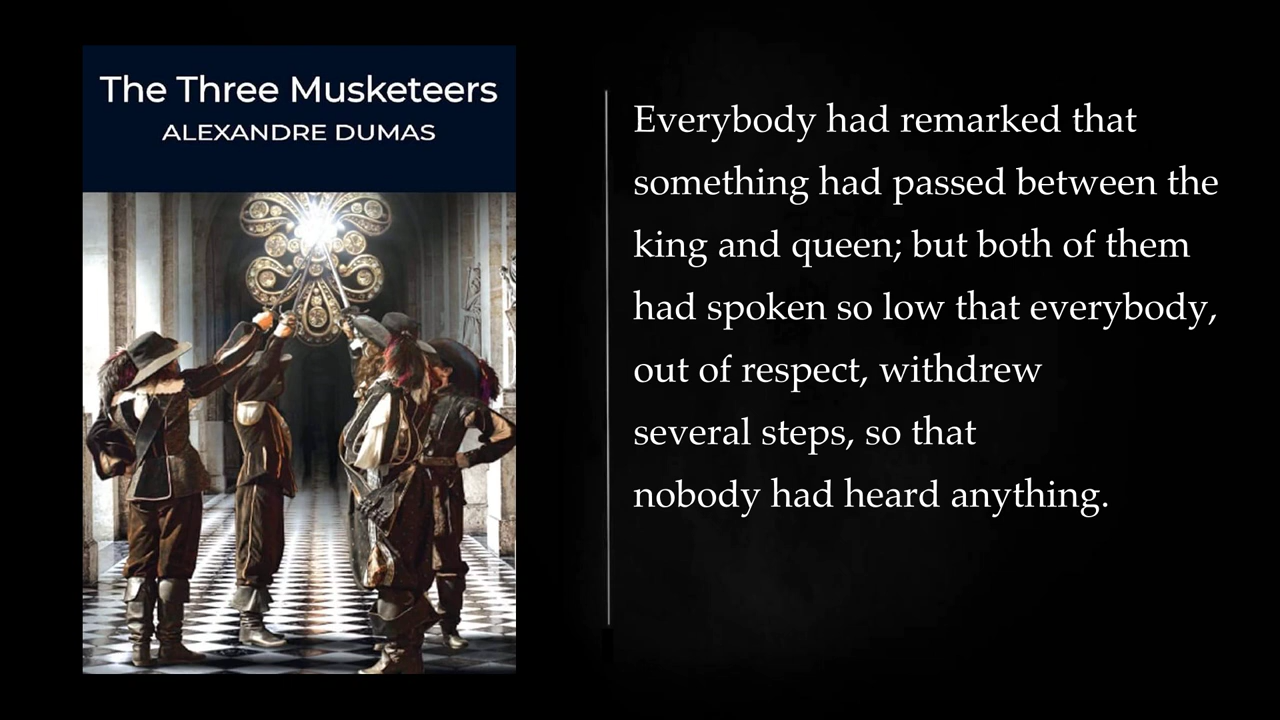 The Three Musketeers
ALEXANDRE DUMAS
Everybody had remarked that
something had passed between the
king and queen; but both of them
had spoken so low that everybody,
out of respect, withdrew
several steps, so that
nobody had heard anything.